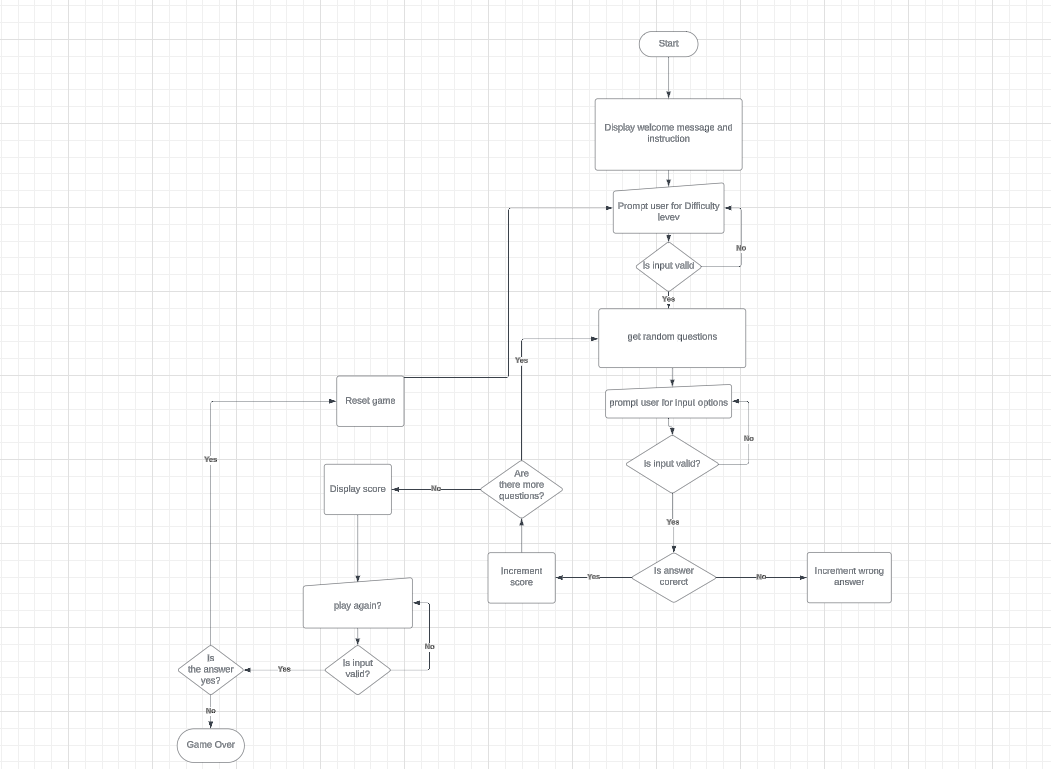 Start
Display welcome message and
instruction
Prompt user for Difficulty
levev
No
Is input valid
Yes
get random questions
Yes
Reset game
prompt user for input options
No
Yes
Is input valid?
Are
there more
questions?
No
Display score
Yes
Increment
score
Yes
Is answer
corerct
No
Increment wrong
answer
play again?
No
Is
the answer
yes?
Yes
Is input
valid?
No
Game Over